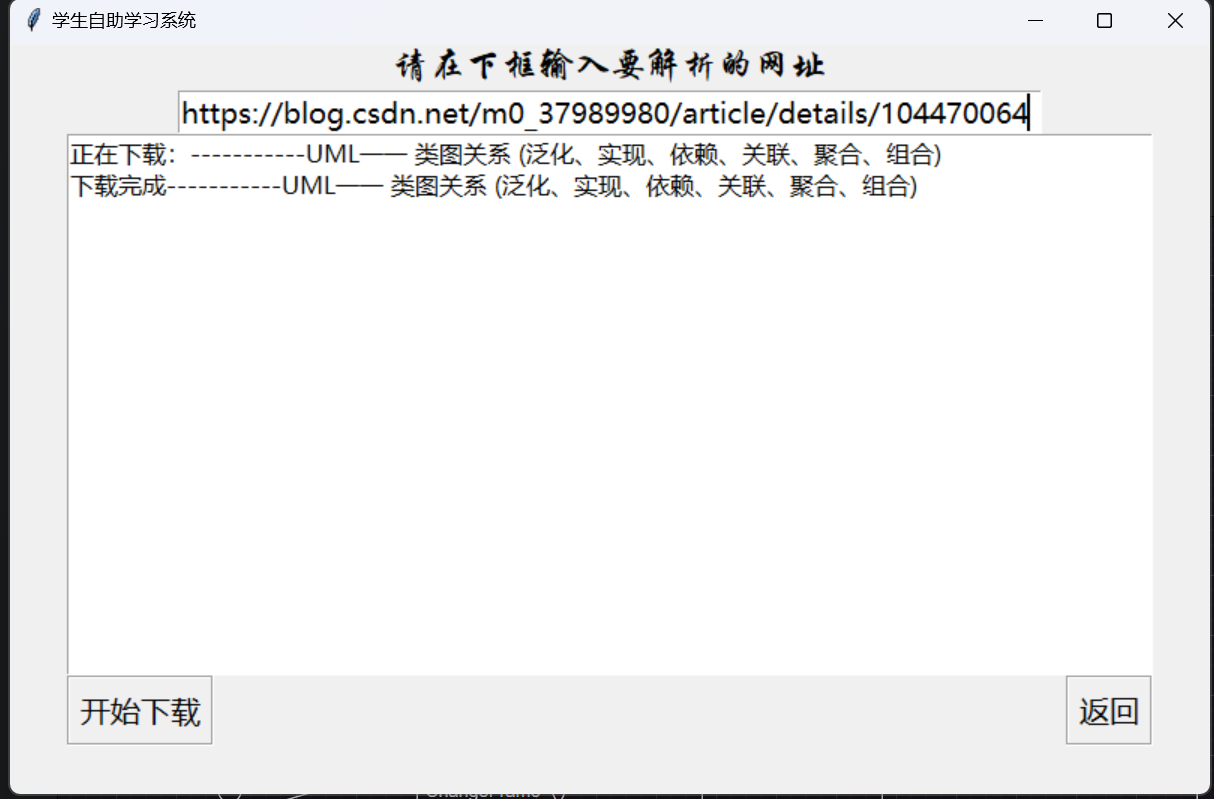 学生自助学习系统
请在下框输入要解析的网址
https://blog.csdn.net/m0_37989980/article/details/104470064
正在下载：-----------UML—— 类图关系 (泛化、实现、依赖、关联、聚合、组合)
下载完成-----------UML—— 类图关系 (泛化、实现、依赖、关联、聚合、组合)
开始下载
返回